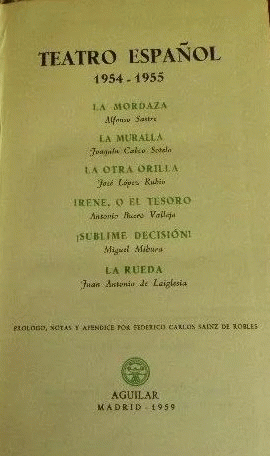 TEATRO ESPAÑOL
1954 - 1955
LA MORDAZA
Alfonso Sastre
LA MURALLA
Joaquín Calvo Sotelo
LA OTRA ORILLA
José López Rubio
IRENE, O EL TESORO
Antonio Buero Vallejo
¡SUBLIME DECISIÓN!
Miguel Mihura
LA RUEDA
Juan Antonio de Laiglesia
PROLOGO, NOTAS Y APENDICE POR FEDERICO CARLOS SAINZ DE ROBLES
AGUILAR
MADRID - 1959